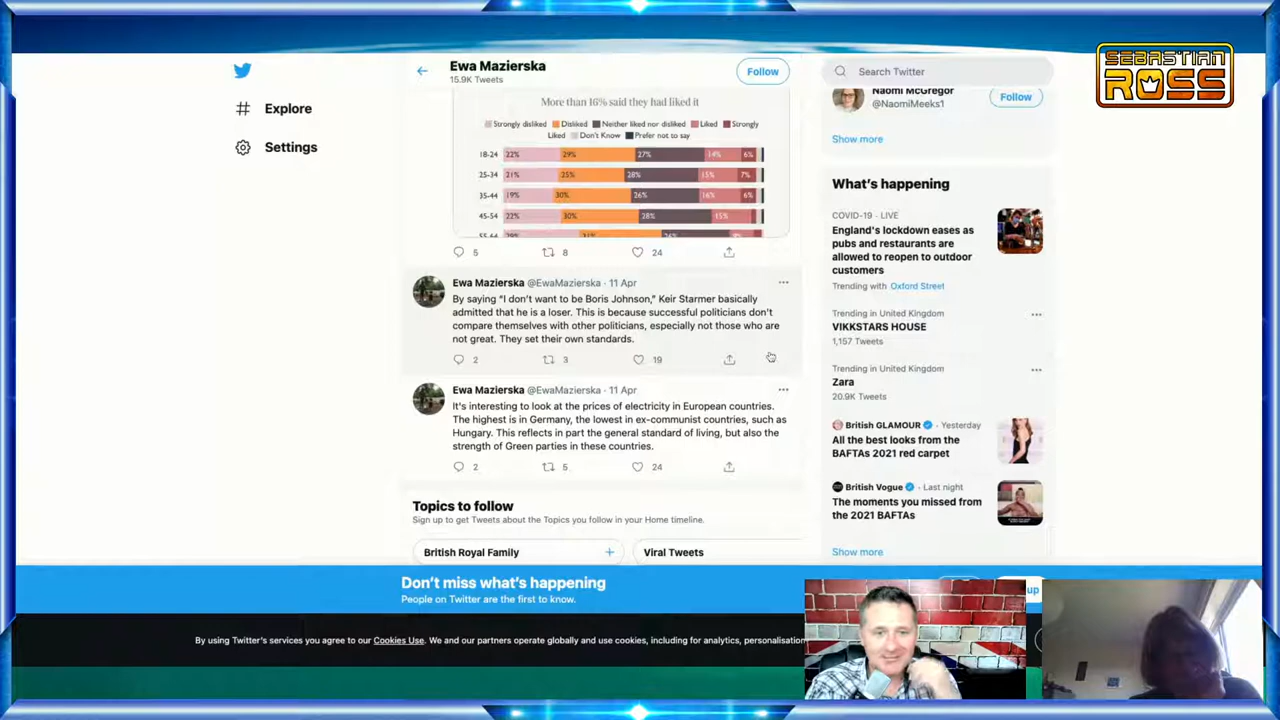 SEBASTIAN
ROSS
Explore
Settings
Ewa Mazierska
15.9K Tweets
Follow
More than 16% said they had liked it
Strongly disliked Disliked Neither liked nor disliked Liked Strongly
Liked Don't Know Prefer not to say
18-24 22% 29% 27% 14% 6%
25-34 21% 25% 28% 15% 7%
35-44 19% 30% 26% 16% 6%
45-54 22% 30% 28% 15%
5 8 24
Ewa Mazierska @EwaMazierska · 11 Apr
By saying "I don't want to be Boris Johnson," Keir Starmer basically
admitted that he is a loser. This is because successful politicians don't
compare themselves with other politicians, especially not those who are
not great. They set their own standards.
2 3 19
Ewa Mazierska @EwaMazierska · 11 Apr
It's interesting to look at the prices of electricity in European countries.
The highest is in Germany, the lowest in ex-communist countries, such as
Hungary. This reflects in part the general standard of living, but also the
strength of Green parties in these countries.
2 5 24
Topics to follow
Sign up to get Tweets about the Topics you follow in your Home timeline.
British Royal Family +
Viral Tweets
Search Twitter
Naomi McGregor
@NaomiMeeks1
Follow
Show more
What's happening
COVID-19 · LIVE
England's lockdown eases as
pubs and restaurants are
allowed to reopen to outdoor
customers
Trending with Oxford Street
Trending in United Kingdom
VIKKSTARS HOUSE
1,157 Tweets
Trending in United Kingdom
Zara
20.9K Tweets
British GLAMOUR · Yesterday
All the best looks from the
BAFTAs 2021 red carpet
British Vogue · Last night
The moments you missed from
the 2021 BAFTAs
Show more
Don't miss what's happening
People on Twitter are the first to know.
up
By using Twitter's services you agree to our Cookies Use. We and our partners operate globally and use cookies, including for analytics, personalisation